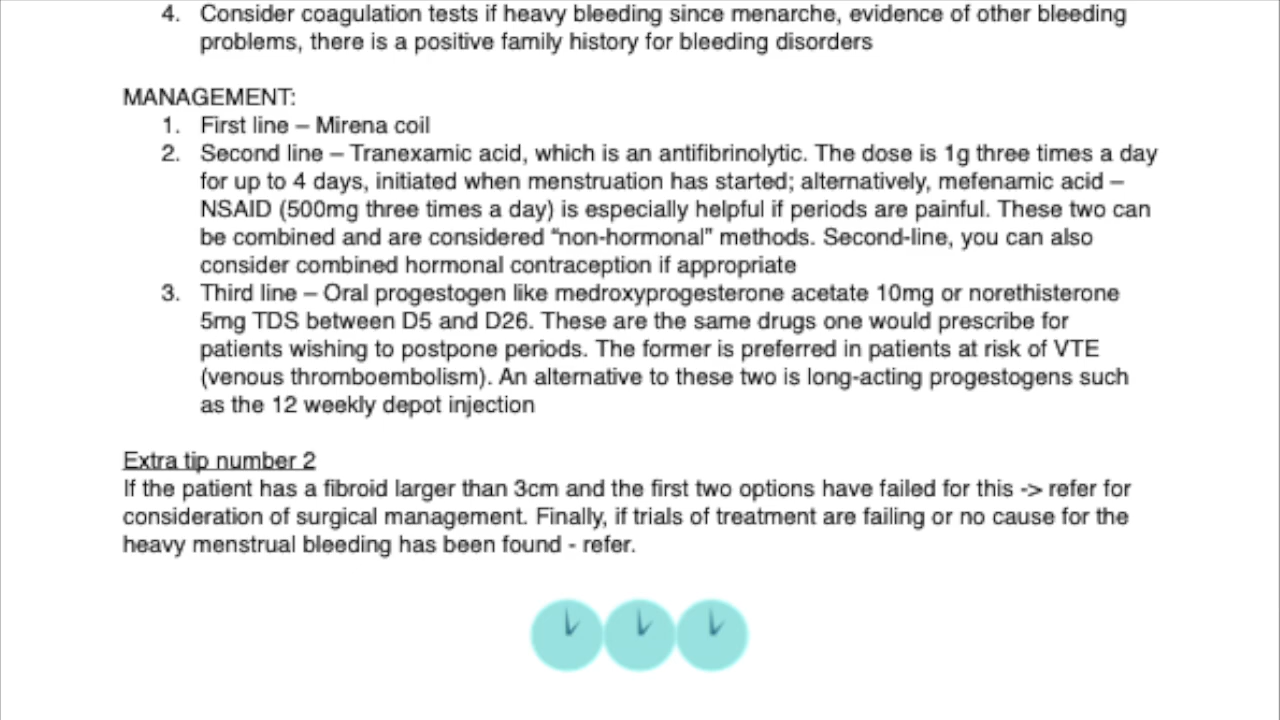 4. Consider coagulation tests if heavy bleeding since menarche, evidence of other bleeding
problems, there is a positive family history for bleeding disorders
MANAGEMENT:
1. First line – Mirena coil
2. Second line – Tranexamic acid, which is an antifibrinolytic. The dose is 1g three times a day
for up to 4 days, initiated when menstruation has started; alternatively, mefenamic acid –
NSAID (500mg three times a day) is especially helpful if periods are painful. These two can
be combined and are considered “non-hormonal” methods. Second-line, you can also
consider combined hormonal contraception if appropriate
3. Third line – Oral progestogen like medroxyprogesterone acetate 10mg or norethisterone
5mg TDS between D5 and D26. These are the same drugs one would prescribe for
patients wishing to postpone periods. The former is preferred in patients at risk of VTE
(venous thromboembolism). An alternative to these two is long-acting progestogens such
as the 12 weekly depot injection
Extra tip number 2
If the patient has a fibroid larger than 3cm and the first two options have failed for this -> refer for
consideration of surgical management. Finally, if trials of treatment are failing or no cause for the
heavy menstrual bleeding has been found - refer.